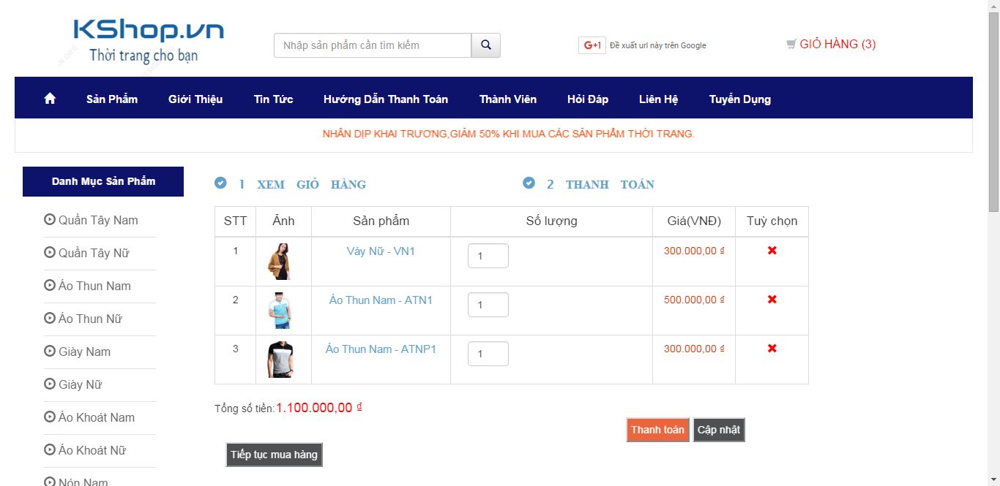 KShop.vn
Thời trang cho bạn
Nhập sản phẩm cần tìm kiếm
G+1 Đề xuất url này trên Google
GIỎ HÀNG (3)
Sản Phẩm Giới Thiệu Tin Tức Hướng Dẫn Thanh Toán Thành Viên Hỏi Đáp Liên Hệ Tuyển Dụng
NHÂN DỊP KHAI TRƯƠNG,GIẢM 50% KHI MUA CÁC SẢN PHẨM THỜI TRANG.
Danh Mục Sản Phẩm
Quần Tây Nam
Quần Tây Nữ
Áo Thun Nam
Áo Thun Nữ
Giày Nam
Giày Nữ
Áo Khoát Nam
Áo Khoát Nữ
Nón Nam
1 XEM GIỎ HÀNG 2 THANH TOÁN
STT Ảnh Sản phẩm Số lượng Giá(VNĐ) Tuỳ chọn
1 Váy Nữ - VN1 1 300.000,00 ₫
2 Áo Thun Nam - ATN1 1 500.000,00 ₫
3 Áo Thun Nam - ATNP1 1 300.000,00 ₫
Tổng số tiền:1.100.000,00 ₫
Thanh toán Cập nhật
Tiếp tục mua hàng